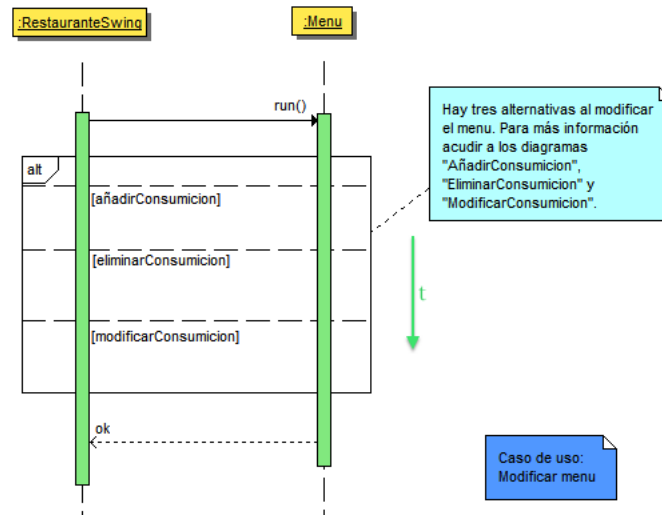 :RestauranteSwing
:Menu
run()
Hay tres alternativas al modificar
el menu. Para más información
acudir a los diagramas
"AñadirConsumicion",
"EliminarConsumicion" y
"ModificarConsumicion".
alt
[añadirConsumicion]
[eliminarConsumicion]
t
[modificarConsumicion]
ok
Caso de uso:
Modificar menu